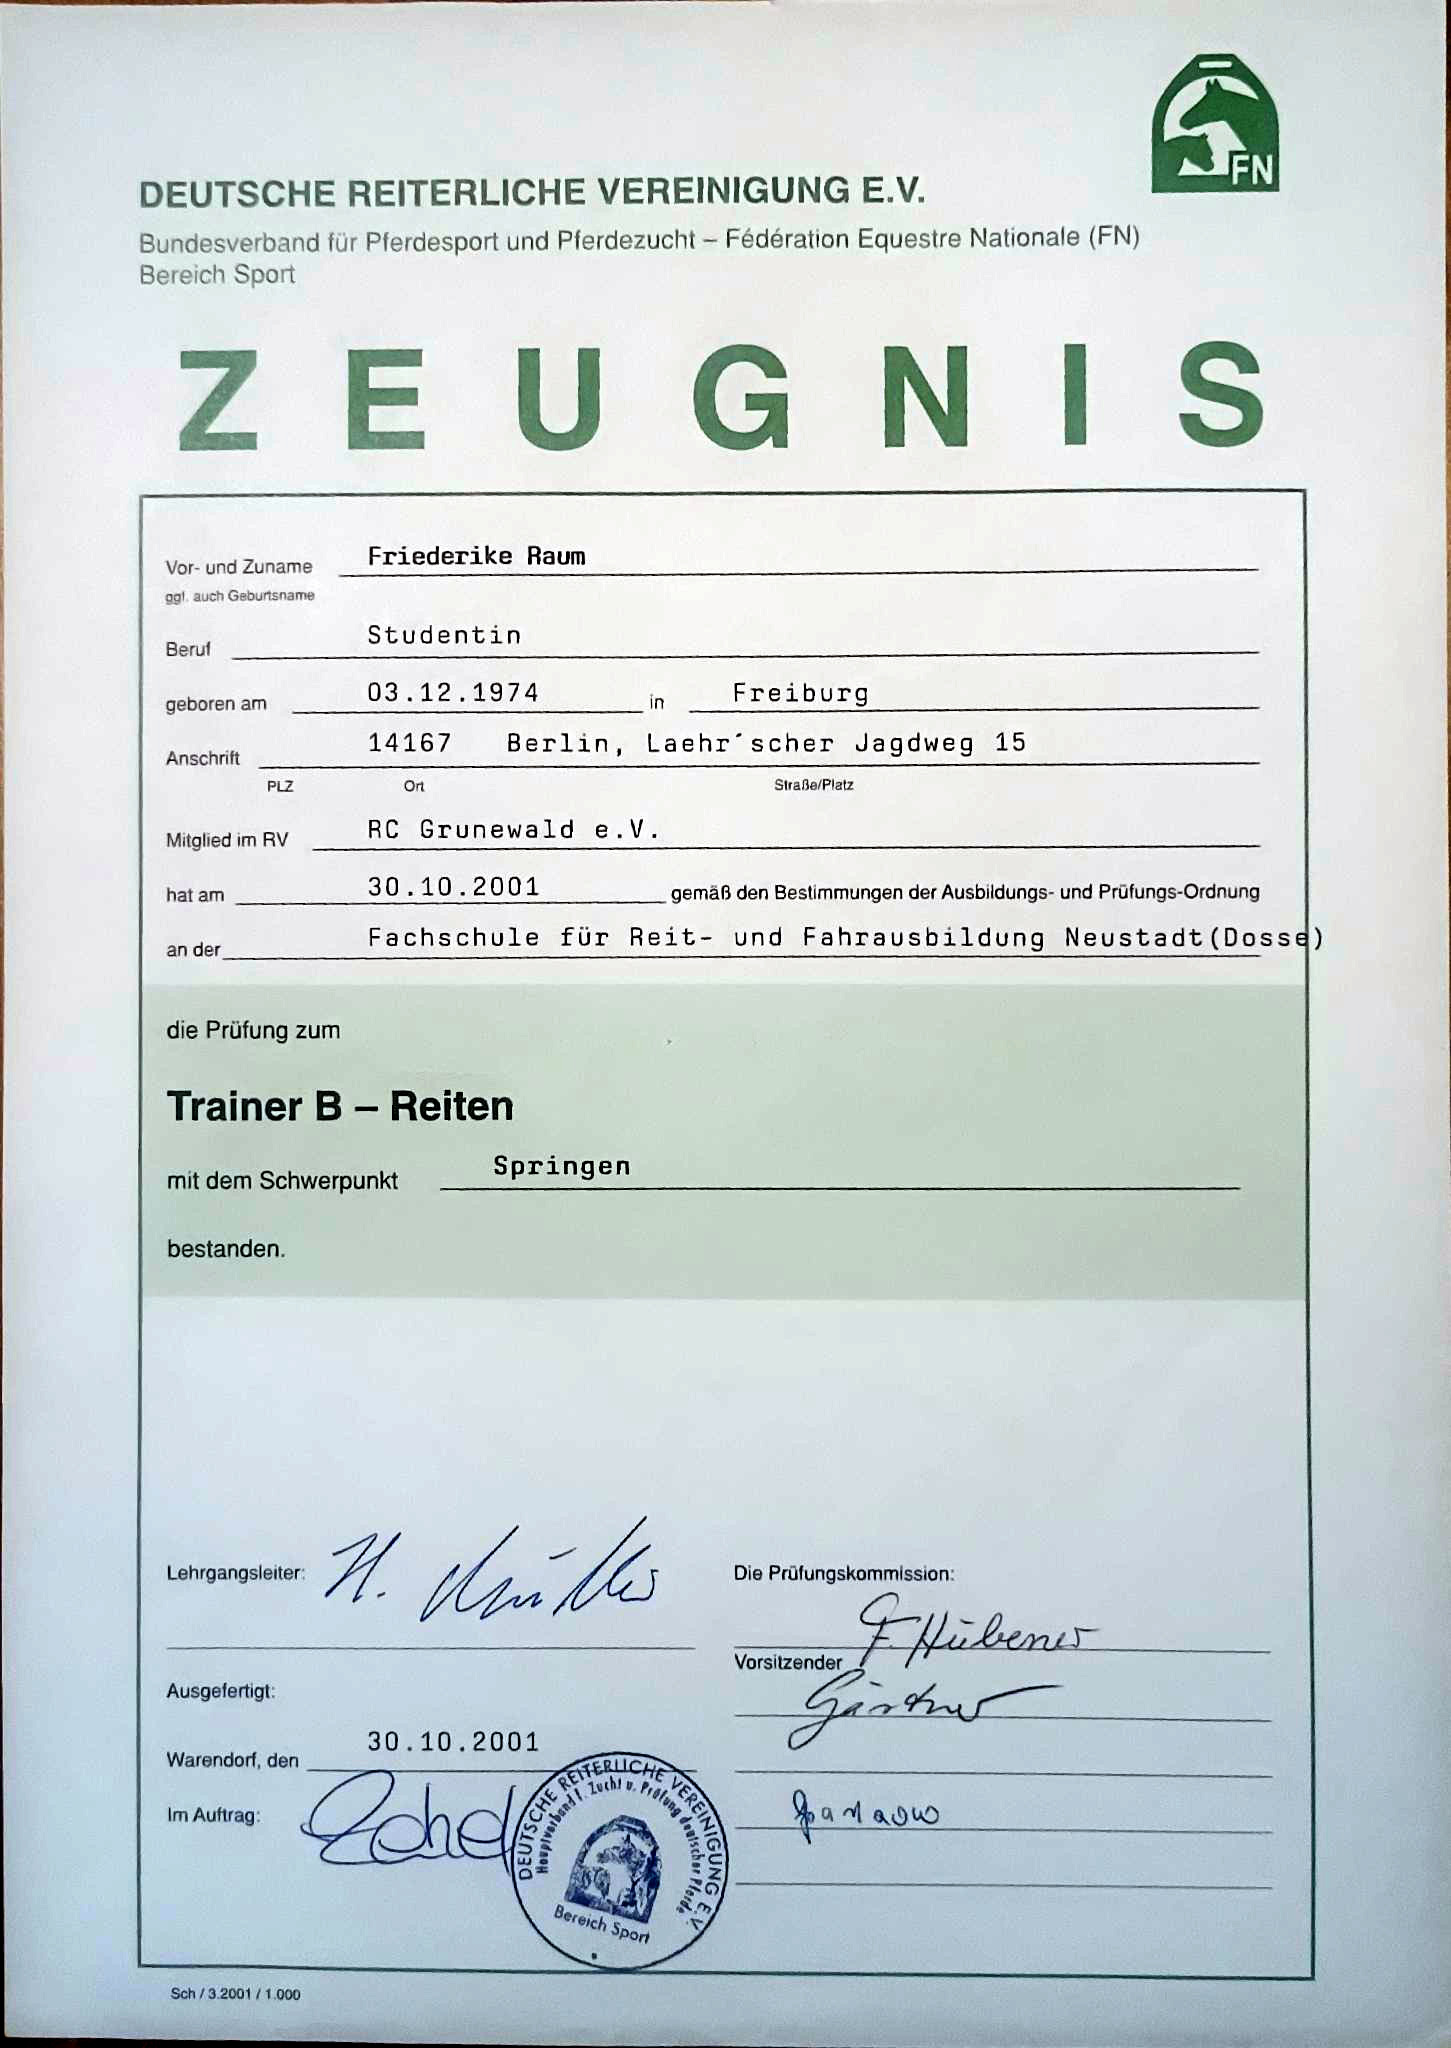 FN
DEUTSCHE REITERLICHE VEREINIGUNG E.V.
Bundesverband für Pferdesport und Pferdezucht – Fédération Equestre Nationale (FN)
Bereich Sport
ZEUGNIS
Vor- und Zuname Friederike Raum
ggf. auch Geburtsname
Beruf Studentin
geboren am 03.12.1974 in Freiburg
Anschrift 14167 Berlin, Laehr´scher Jagdweg 15
PLZ Ort Straße/Platz
Mitglied im RV RC Grunewald e.V.
hat am 30.10.2001 gemäß den Bestimmungen der Ausbildungs- und Prüfungs-Ordnung
an der Fachschule für Reit- und Fahrausbildung Neustadt(Dosse)
die Prüfung zum
Trainer B – Reiten
mit dem Schwerpunkt Springen
bestanden.
Lehrgangsleiter: H. Müller
Die Prüfungskommission:
F. Hübener
Vorsitzender
Gärtner
Ausgefertigt:
Warendorf, den 30.10.2001
Im Auftrag:
DEUTSCHE REITERLICHE VEREINIGUNG E.V.
Hauptverband f. Zucht u. Prüfung deutscher Pferde
Bereich Sport
Sch / 3.2001 / 1.000